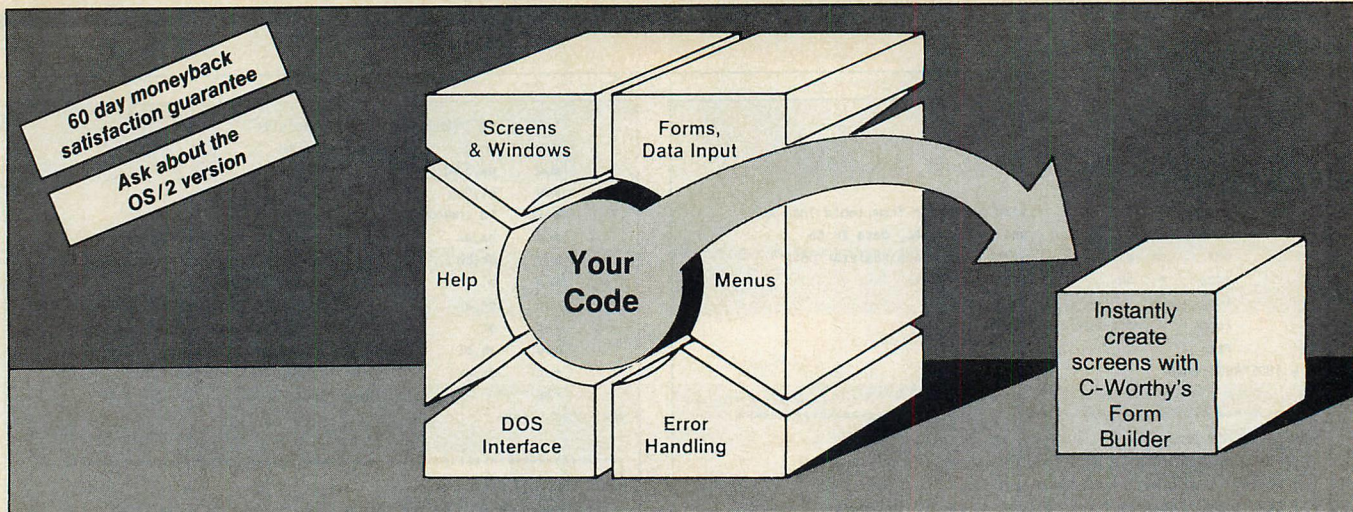 60 day moneyback
satisfaction guarantee
Ask about the
OS/2 version
Screens
& Windows
Forms,
Data Input
Help
Your
Code
Menus
DOS
Interface
Error
Handling
Instantly
create
screens with
C-Worthy's
Form
Builder